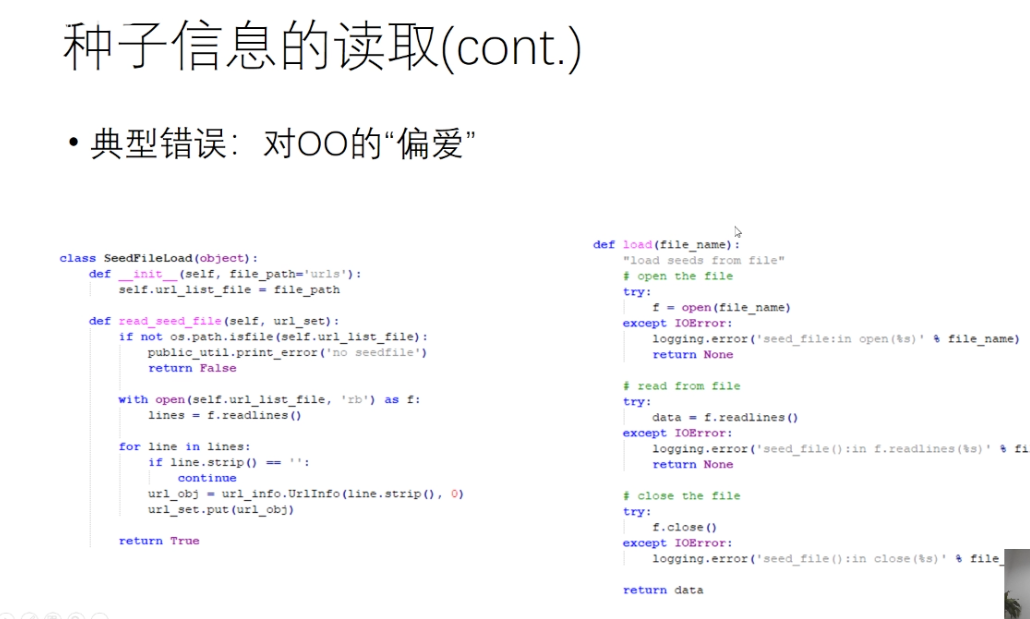 种子信息的读取(cont.)
• 典型错误：对OO的“偏爱”
class SeedFileLoad(object):
def __init__(self, file_path='urls'):
self.url_list_file = file_path
def read_seed_file(self, url_set):
if not os.path.isfile(self.url_list_file):
public_util.print_error('no seedfile')
return False
with open(self.url_list_file, 'rb') as f:
lines = f.readlines()
for line in lines:
if line.strip() == '':
continue
url_obj = url_info.UrlInfo(line.strip(), 0)
url_set.put(url_obj)
return True
def load(file_name):
"load seeds from file"
# open the file
try:
f = open(file_name)
except IOError:
logging.error('seed_file:in open(%s)' % file_name)
return None
# read from file
try:
data = f.readlines()
except IOError:
logging.error('seed_file():in f.readlines(%s)' % fi
return None
# close the file
try:
f.close()
except IOError:
logging.error('seed_file():in close(%s)' % file_
return data